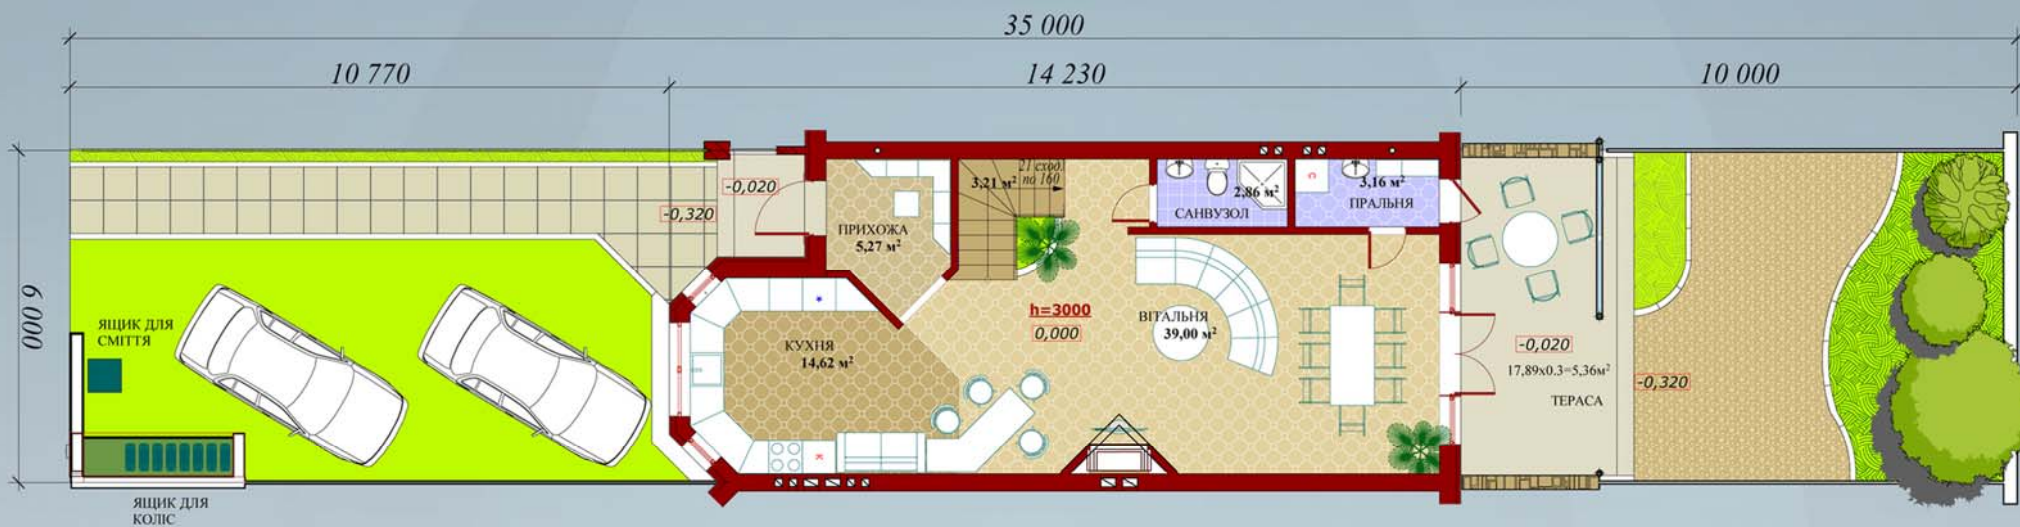 35 000
10 770
14 230
10 000
6 000
-0,020
-0,320
ПРИХОЖА
5,27 м²
3,21 м²
21 сход.
по 160
2,86 м²
САНВУЗОЛ
3,16 м²
ПРАЛЬНЯ
С
ЯЩИК ДЛЯ
СМІТТЯ
КУХНЯ
14,62 м²
h=3000
0,000
ВІТАЛЬНЯ
39,00 м²
-0,020
17,89х0.3=5,36м²
ТЕРАСА
-0,320
К
ЯЩИК ДЛЯ
КОЛІС